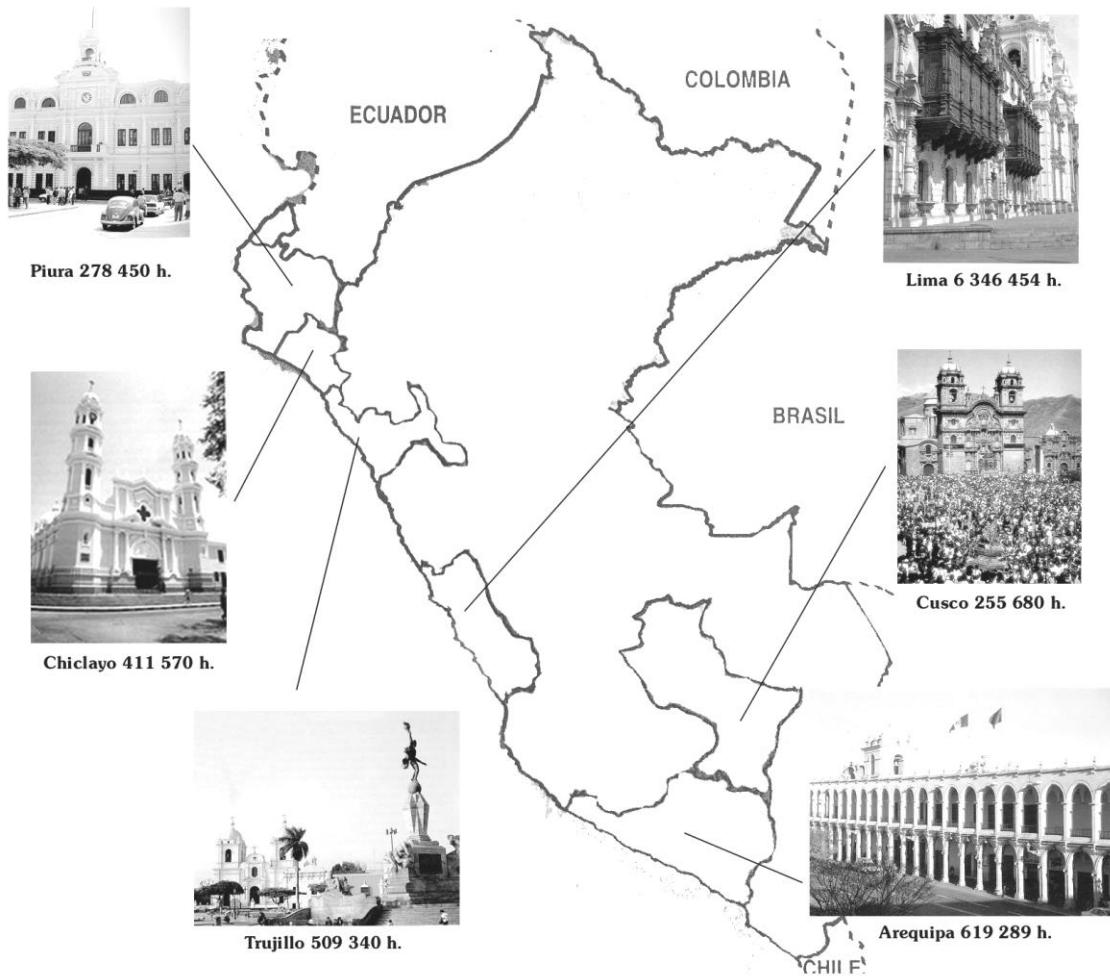 ECUADOR
COLOMBIA
Piura 278 450 h.
Lima 6 346 454 h.
BRASIL
Cusco 255 680 h.
Chiclayo 411 570 h.
Trujillo 509 340 h.
Arequipa 619 289 h.
CHILE